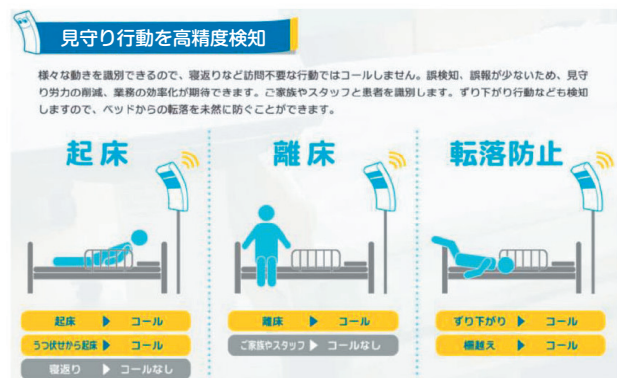 見守り行動を高精度検知
様々な動きを識別できるので、寝返りなど訪問不要な行動ではコールしません。誤検知、誤報が少ないため、見守
り労力の削減、業務の効率化が期待できます。ご家族やスタッフと患者を識別します。ずり下がり行動なども検知
しますので、ベッドからの転落を未然に防ぐことができます。
起床
離床
転落防止
起床 ▶ コール
うつ伏せから起床 ▶ コール
寝返り ▶ コールなし
離床 ▶ コール
ご家族やスタッフ ▶ コールなし
ずり下がり ▶ コール
柵越え ▶ コール